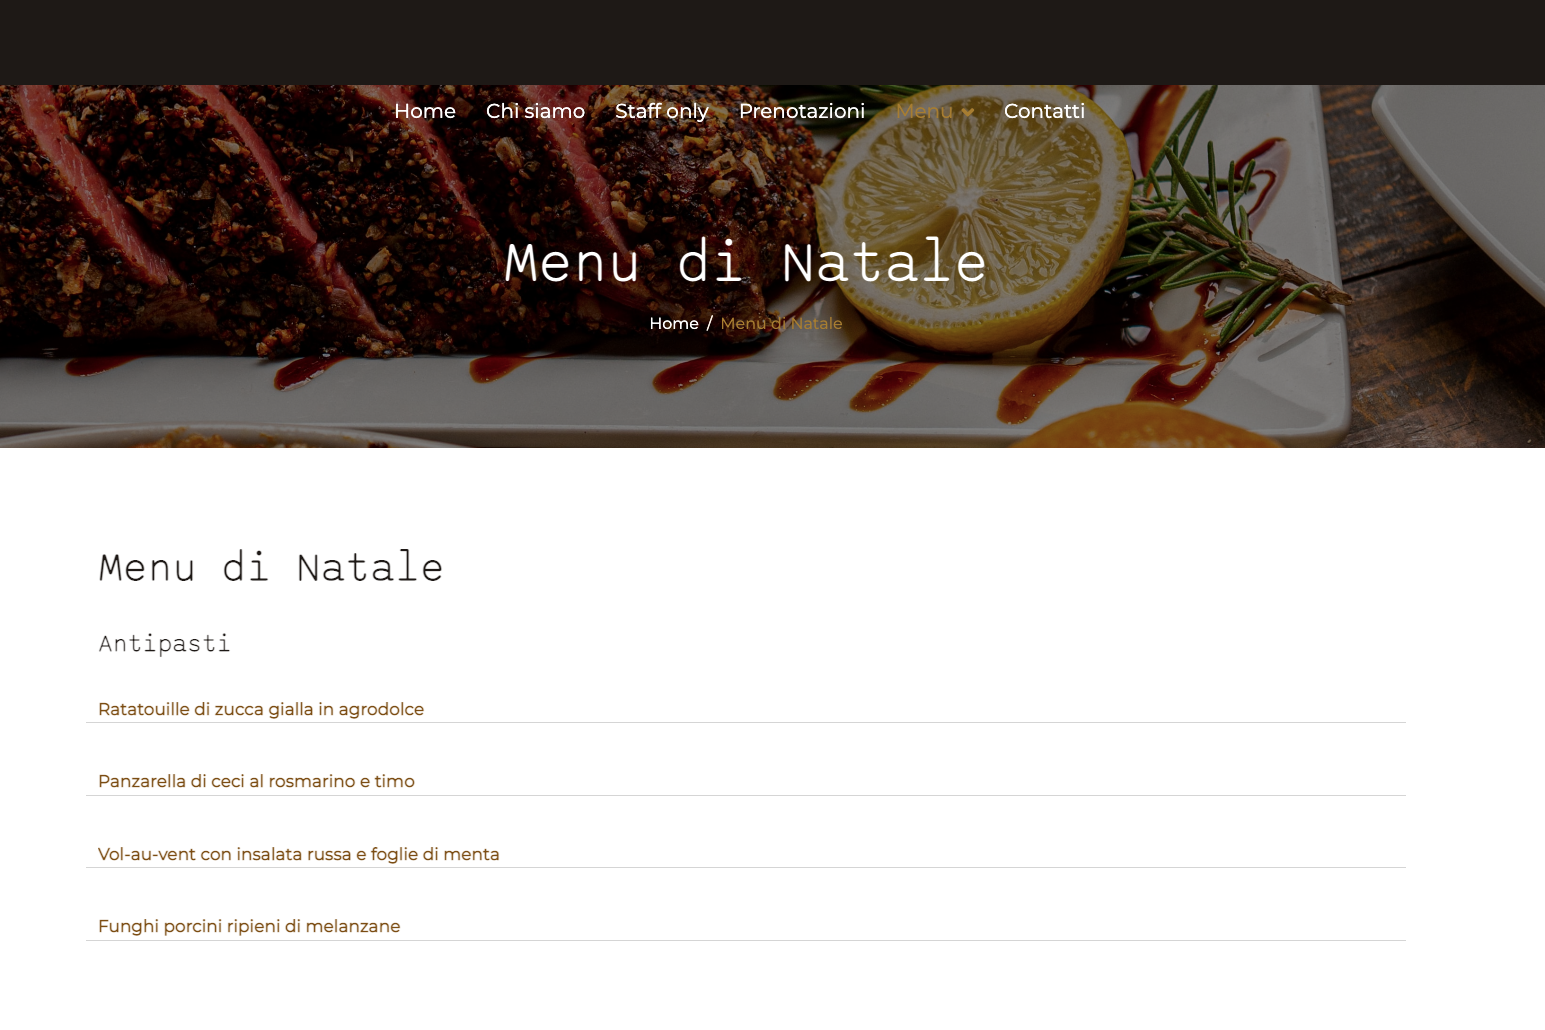 Home Chi siamo Staff only Prenotazioni Menu Contatti
Menu di Natale
Home / Menu di Natale
Menu di Natale
Antipasti
Ratatouille di zucca gialla in agrodolce
Panzarella di ceci al rosmarino e timo
Vol-au-vent con insalata russa e foglie di menta
Funghi porcini ripieni di melanzane